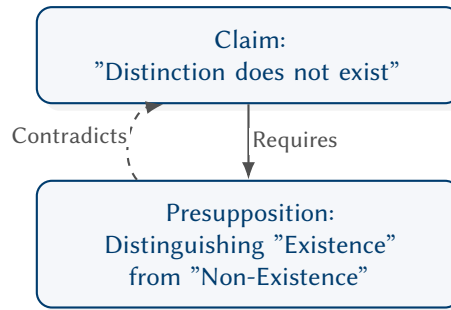 Claim:
”Distinction does not exist”
Contradicts
Requires
Presupposition:
Distinguishing ”Existence”
from ”Non-Existence”